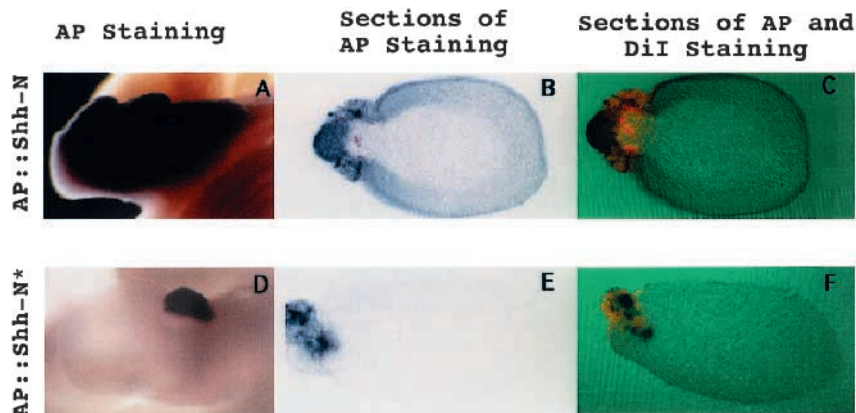 AP Staining
Sections of
AP Staining
Sections of AP and
DiI Staining
AP::Shh-N
A
B
C
AP::Shh-N*
D
E
F